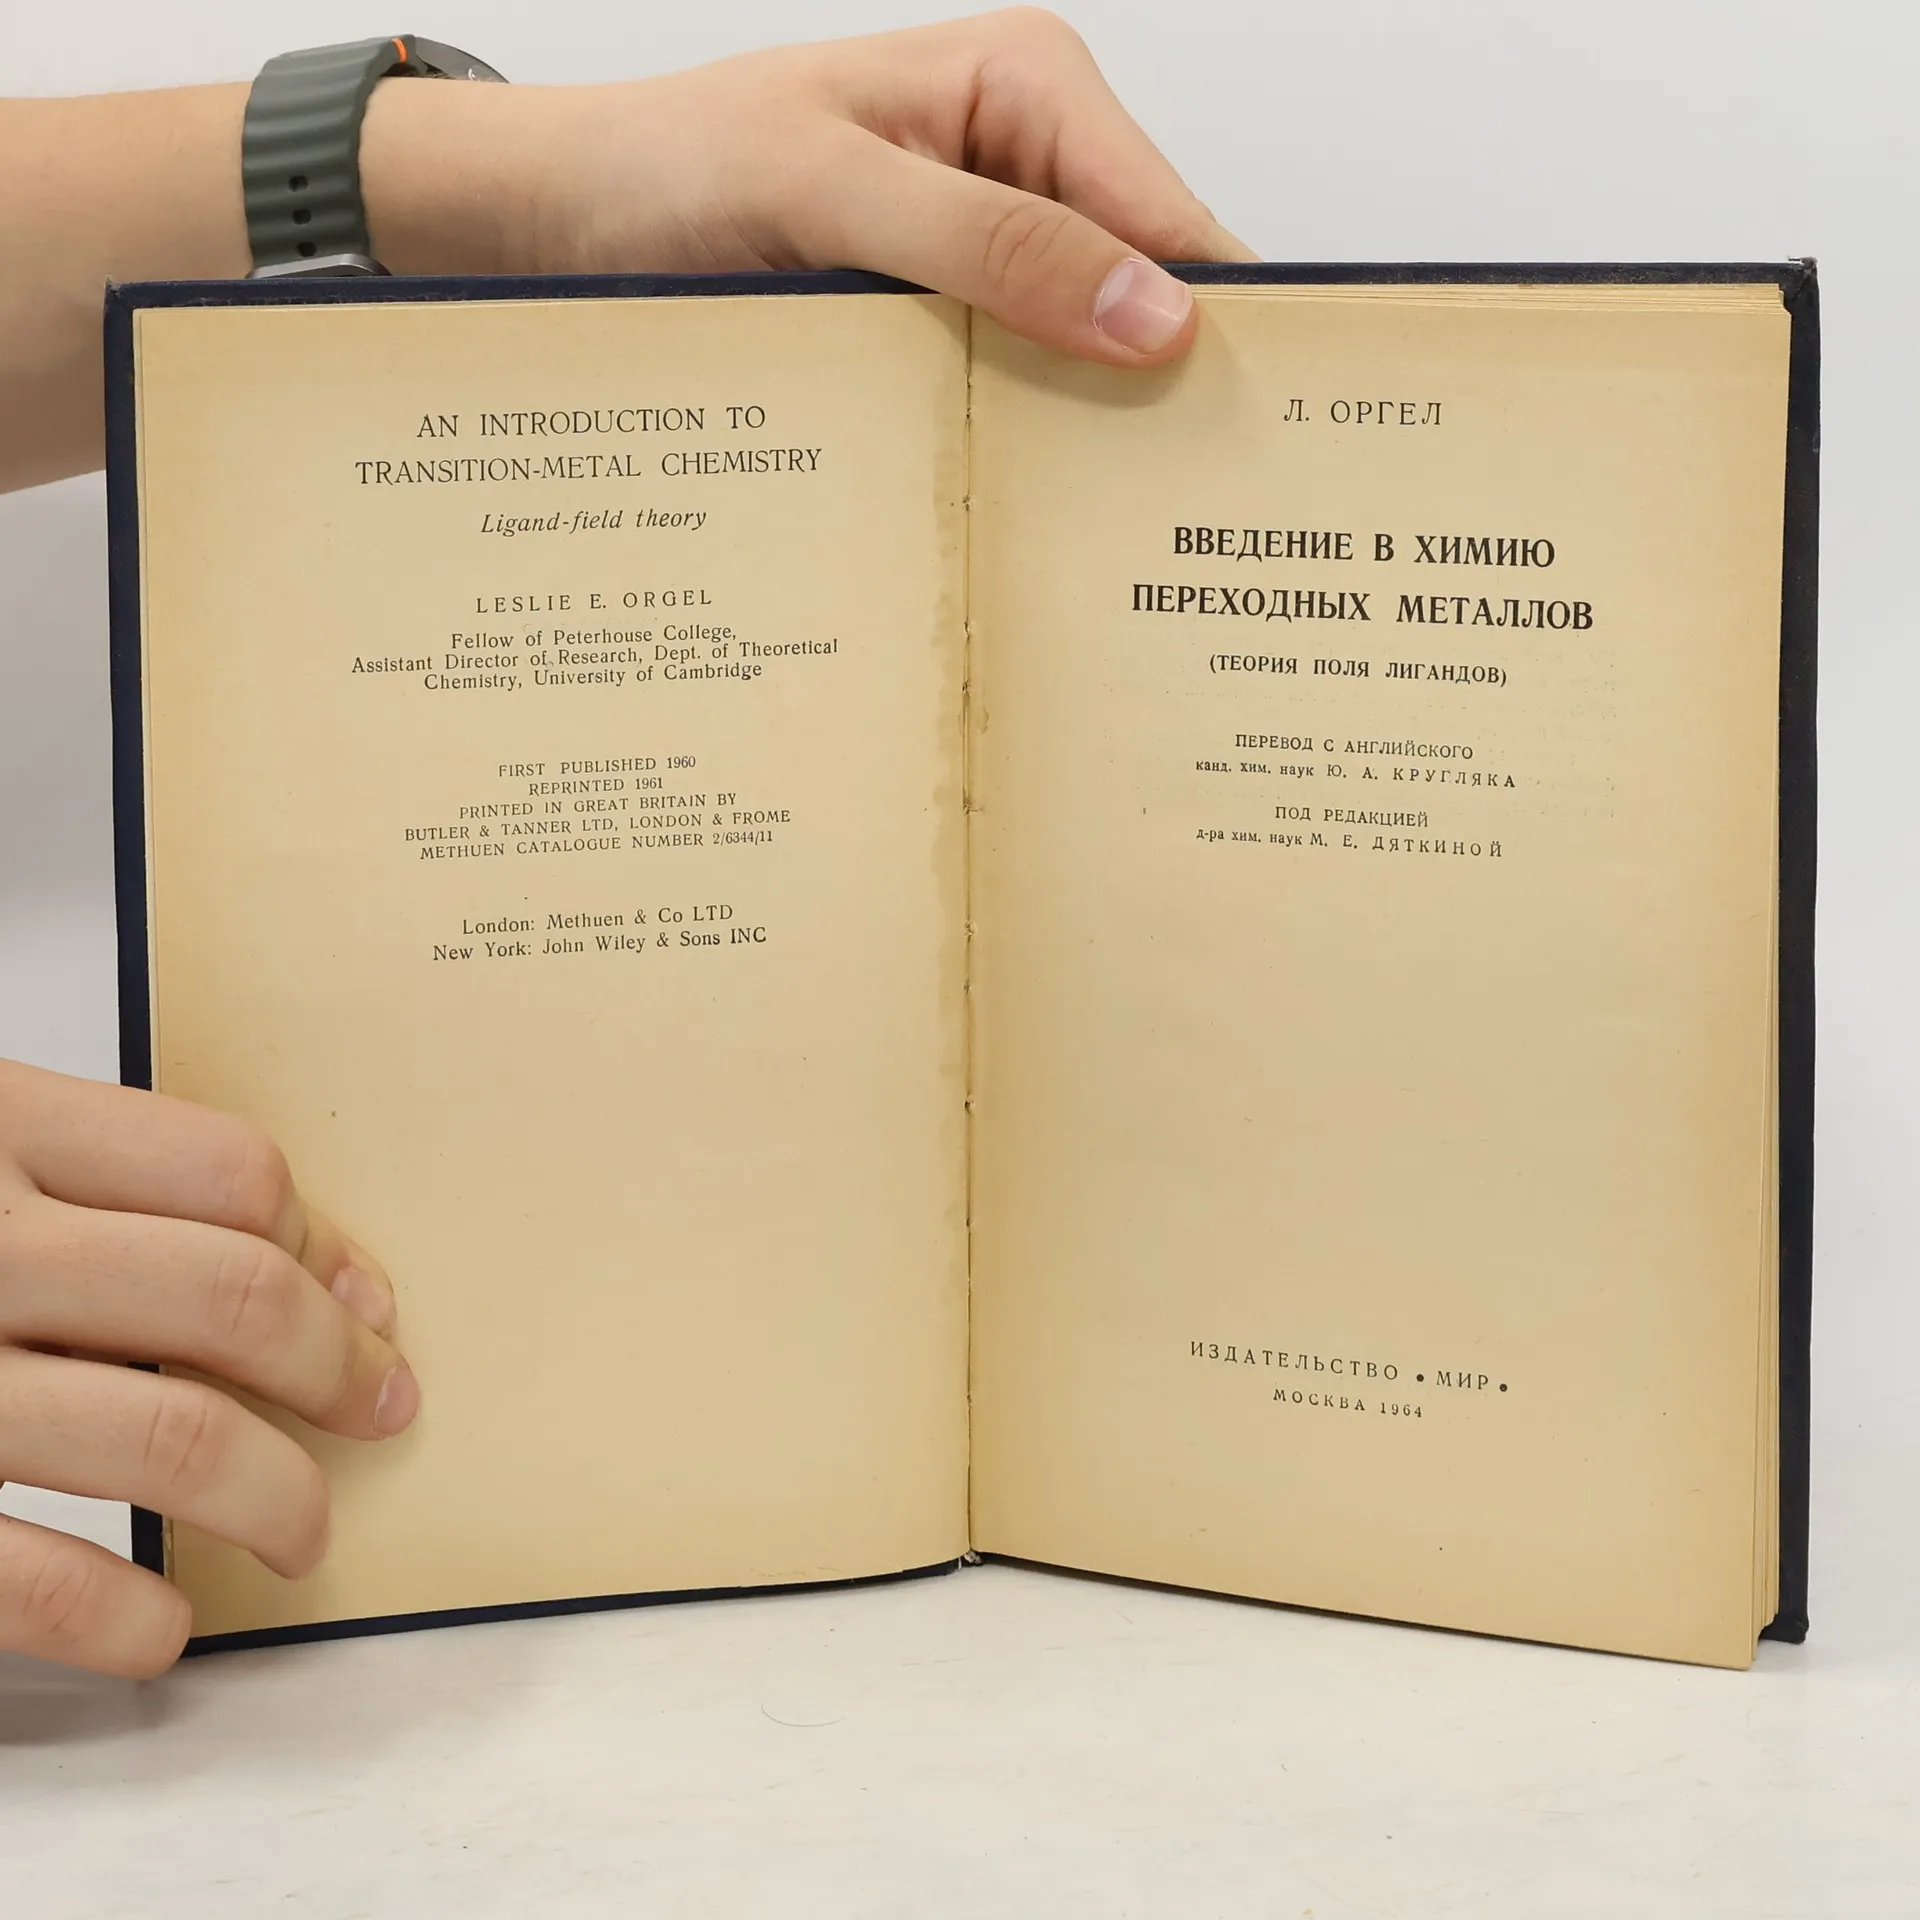 AN INTRODUCTION TO
TRANSITION-METAL CHEMISTRY
Ligand-field theory
LESLIE E. ORGEL
Fellow of Peterhouse College,
Assistant Director of Research, Dept. of Theoretical
Chemistry, University of Cambridge
FIRST PUBLISHED 1960
REPRINTED 1961
PRINTED IN GREAT BRITAIN BY
BUTLER & TANNER LTD, LONDON & FROME
METHUEN CATALOGUE NUMBER 2/6344/11
London: Methuen & Co LTD
New York: John Wiley & Sons INC
Л. ОРГЕЛ
ВВЕДЕНИЕ В ХИМИЮ
ПЕРЕХОДНЫХ МЕТАЛЛОВ
(ТЕОРИЯ ПОЛЯ ЛИГАНДОВ)
ПЕРЕВОД С АНГЛИЙСКОГО
канд. хим. наук Ю. А. КРУГЛЯКА
ПОД РЕДАКЦИЕЙ
д-ра хим. наук М. Е. ДЯТКИНОЙ
ИЗДАТЕЛЬСТВО • МИР •
МОСКВА 1964